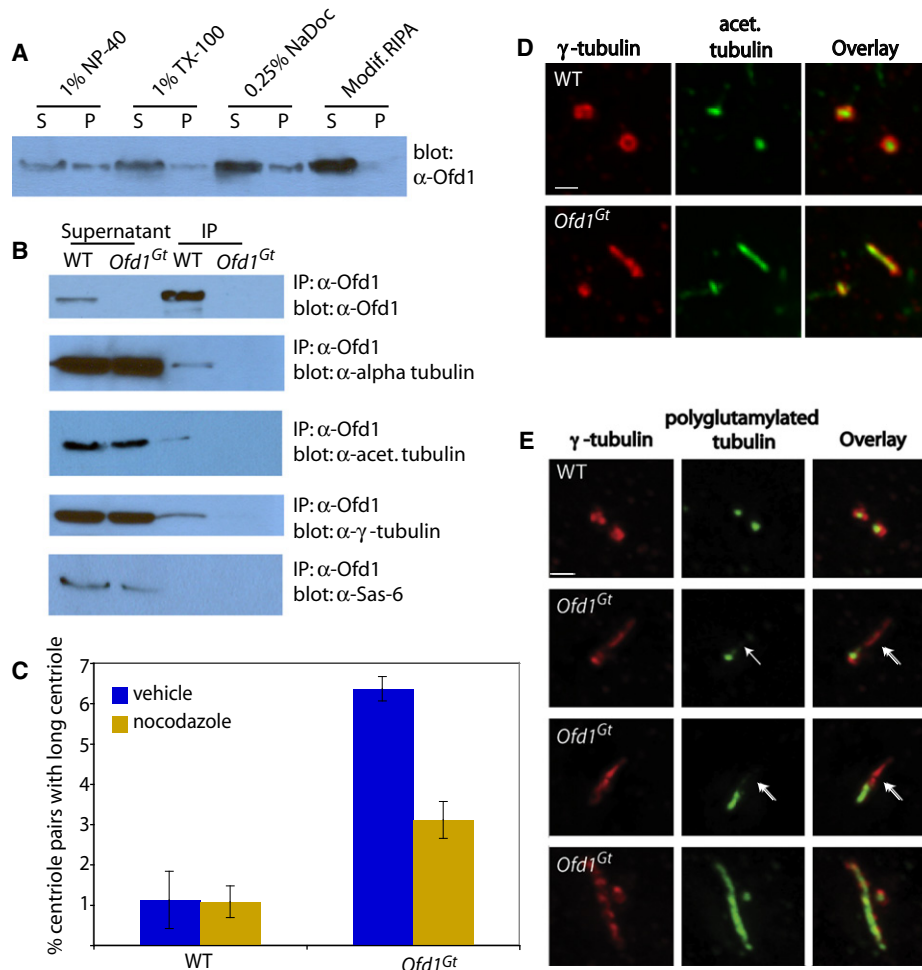 A
1% NP-40
1% TX-100
0.25% NaDoc
Modif. RIPA
S P S P S P S P
blot:
α-Ofd1
B
Supernatant IP
WT Ofd1Gt WT Ofd1Gt
IP: α-Ofd1
blot: α-Ofd1
IP: α-Ofd1
blot: α-alpha tubulin
IP: α-Ofd1
blot: α-acet. tubulin
IP: α-Ofd1
blot: α-γ-tubulin
IP: α-Ofd1
blot: α-Sas-6
C
% centriole pairs with long centriole
7
6
5
4
3
2
1
vehicle
nocodazole
WT
Ofd1Gt
D
γ-tubulin
acet.
tubulin
Overlay
WT
Ofd1Gt
E
γ-tubulin
polyglutamylated
tubulin
Overlay
WT
Ofd1Gt
Ofd1Gt
Ofd1Gt